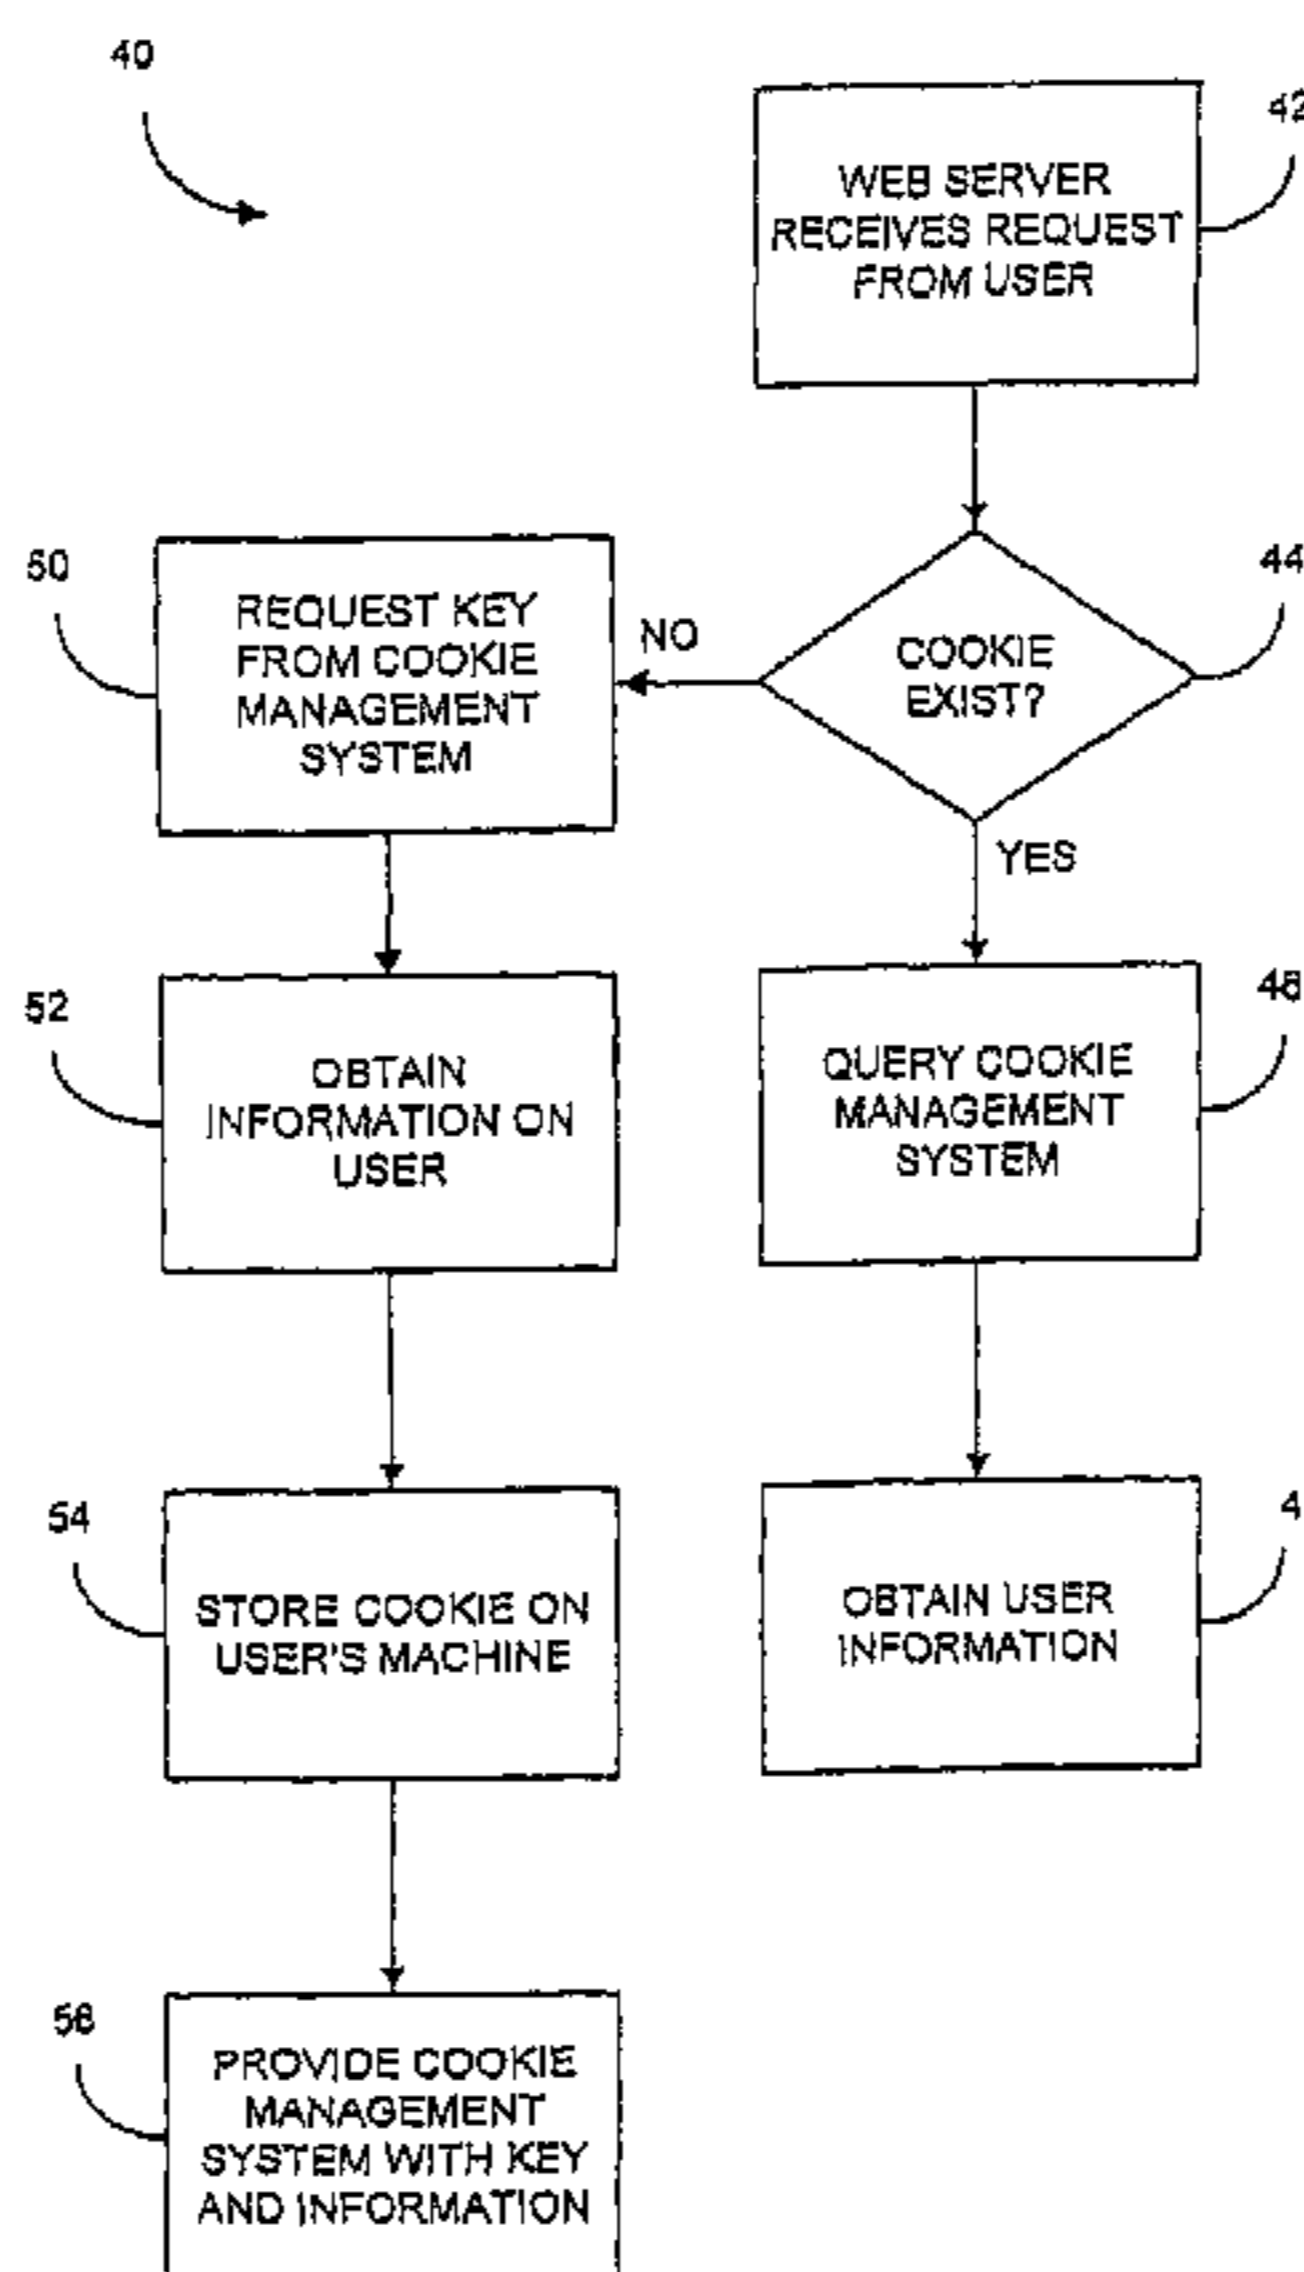 40
42
WEB SERVER
RECEIVES REQUEST
FROM USER
50
REQUEST KEY
FROM COOKIE
MANAGEMENT
SYSTEM
NO
COOKIE
EXIST?
44
YES
52
OBTAIN
INFORMATION ON
USER
QUERY COOKIE
MANAGEMENT
SYSTEM
54
STORE COOKIE ON
USER'S MACHINE
OBTAIN USER
INFORMATION
4
56
PROVIDE COOKIE
MANAGEMENT
SYSTEM WITH KEY
AND INFORMATION